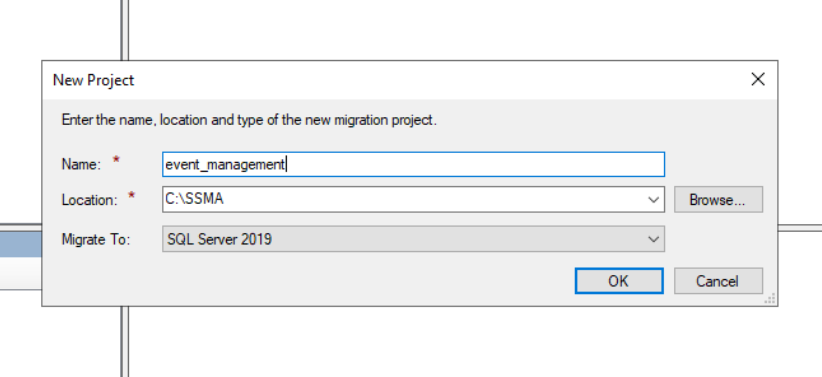 New Project
Enter the name, location and type of the new migration project.
Name: * event_management
Location: * C:\SSMA Browse...
Migrate To: SQL Server 2019
OK Cancel